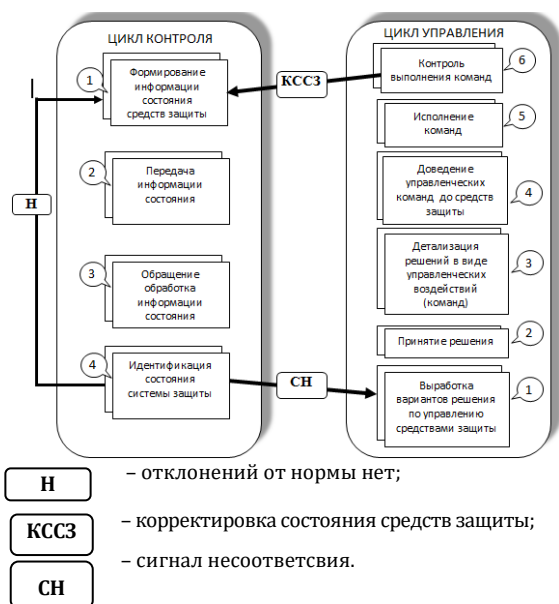 ЦИКЛ КОНТРОЛЯ
1
Формирование
информации
состояния
средств защиты
2
Передача
информации
состояния
Н
3
Обращение
обработка
информации
состояния
4
Идентификация
состояния
системы защиты
КССЗ
СН
ЦИКЛ УПРАВЛЕНИЯ
6
Контроль
выполнения команд
5
Исполнение
команд
Доведение
управленческих
команд до средств
защиты
4
Детализация
решений в виде
управленческих
воздействий
(команд)
3
Принятие решения
2
Выработка
вариантов решения
по управлению
средствами защиты
1
Н – отклонений от нормы нет;
КССЗ – корректировка состояния средств защиты;
СН – сигнал несоответсвия.